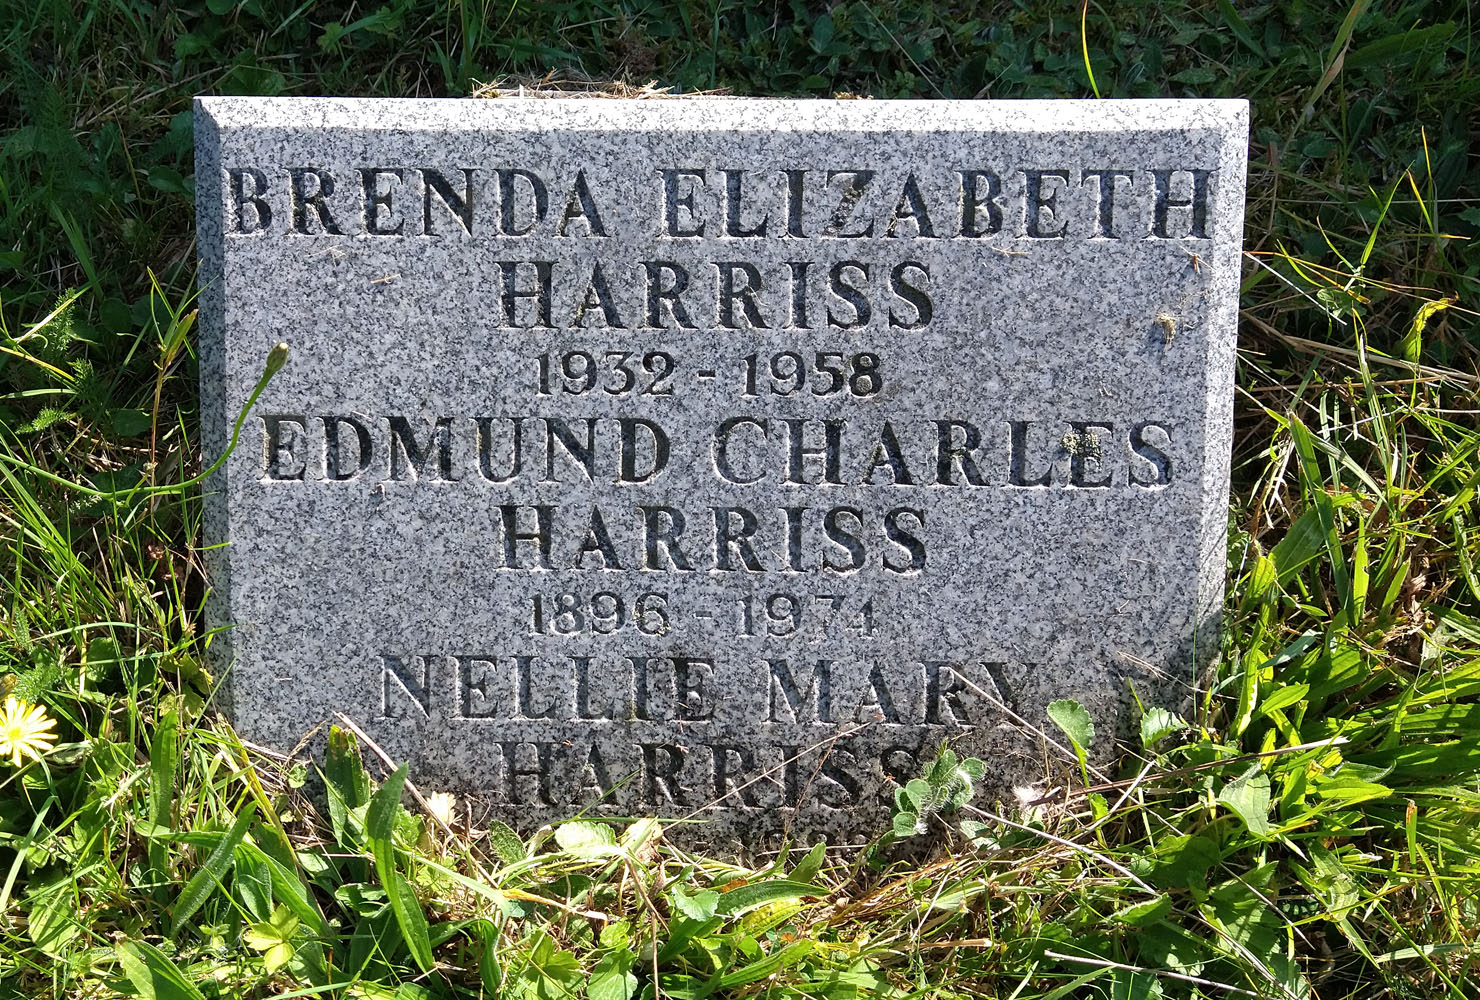 BRENDA ELIZABETH
HARRISS
1932 - 1958
EDMUND CHARLES
HARRISS
1896 - 1974
NELLIE MARY
HARRISS